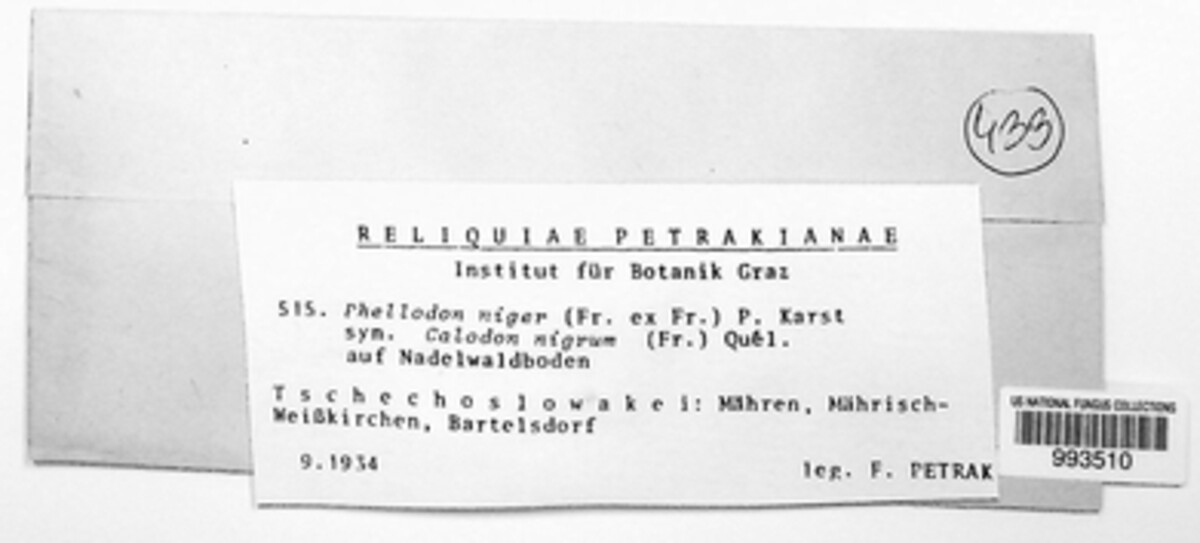 433
RELIQUIAE PETRAKIANAE
Institut für Botanik Graz
515. Phellodon niger (Fr. ex Fr.) P. Karst
syn. Calodon nigrum (Fr.) Quél.
auf Nadelwaldboden
Tschechoslowakei: Mähren, Mährisch-
Weißkirchen, Bartelsdorf
9.1934
leg. F. PETRAK
US NATIONAL FUNGUS COLLECTIONS
993510